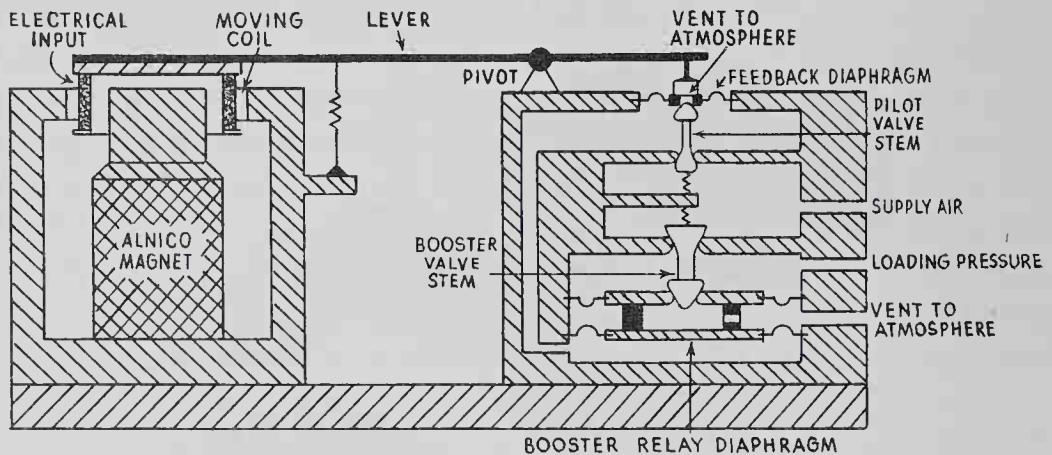 ELECTRICAL
INPUT
MOVING
COIL
LEVER
VENT TO
ATMOSPHERE
PIVOT
FEEDBACK DIAPHRAGM
PILOT
VALVE
STEM
SUPPLY AIR
ALNICO
MAGNET
BOOSTER
VALVE
STEM
LOADING PRESSURE
VENT TO
ATMOSPHERE
BOOSTER RELAY DIAPHRAGM